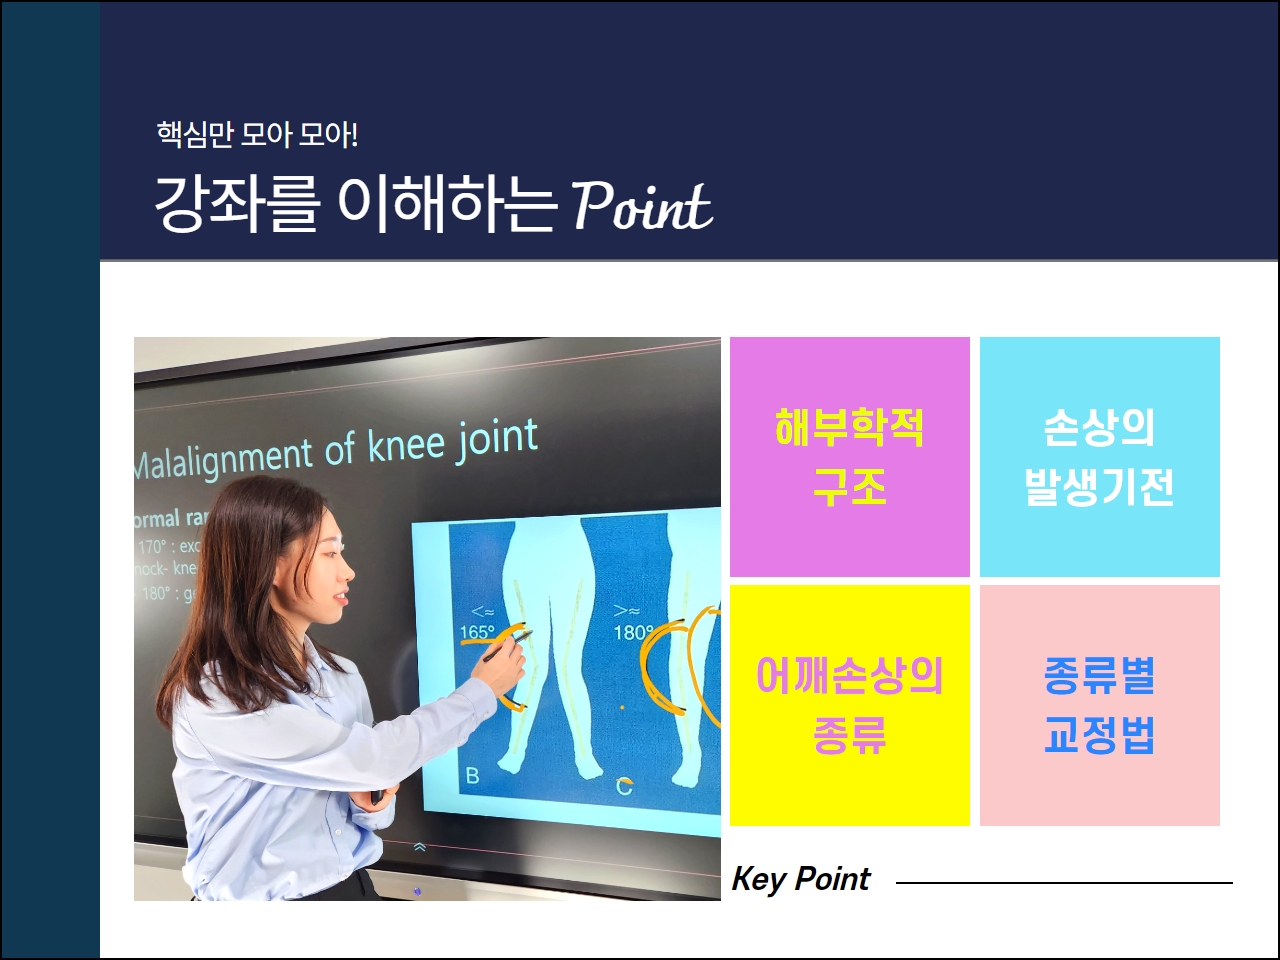 핵심만 모아 모아!
강좌를 이해하는 Point
Malalignment of knee joint
170° :
180° :
<≈
165°
>≈
180°
B
C
해부학적
구조
손상의
발생기전
어깨손상의
종류
종류별
교정법
Key Point